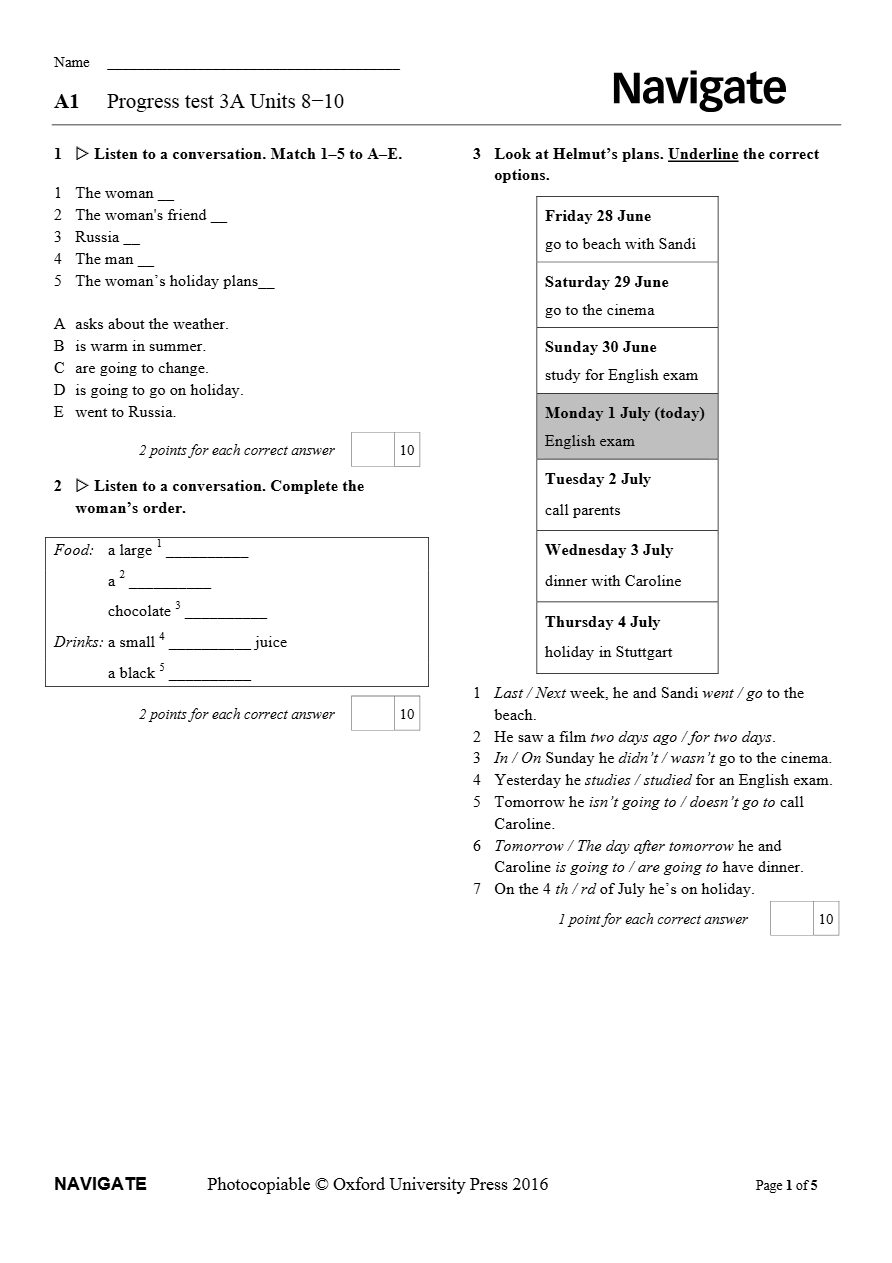 Name _______________________________________
Navigate
A1 Progress test 3A Units 8−10
1 ▷ Listen to a conversation. Match 1–5 to A–E.
1 The woman __
2 The woman's friend __
3 Russia __
4 The man __
5 The woman’s holiday plans__
A asks about the weather.
B is warm in summer.
C are going to change.
D is going to go on holiday.
E went to Russia.
2 points for each correct answer 10
2 ▷ Listen to a conversation. Complete the
woman’s order.
Food: a large 1 __________
a 2 __________
chocolate 3 __________
Drinks: a small 4 __________ juice
a black 5 __________
2 points for each correct answer 10
3 Look at Helmut’s plans. Underline the correct
options.
Friday 28 June
go to beach with Sandi
Saturday 29 June
go to the cinema
Sunday 30 June
study for English exam
Monday 1 July (today)
English exam
Tuesday 2 July
call parents
Wednesday 3 July
dinner with Caroline
Thursday 4 July
holiday in Stuttgart
1 Last / Next week, he and Sandi went / go to the
beach.
2 He saw a film two days ago / for two days.
3 In / On Sunday he didn’t / wasn’t go to the cinema.
4 Yesterday he studies / studied for an English exam.
5 Tomorrow he isn’t going to / doesn’t go to call
Caroline.
6 Tomorrow / The day after tomorrow he and
Caroline is going to / are going to have dinner.
7 On the 4 th / rd of July he’s on holiday.
1 point for each correct answer 10
NAVIGATE Photocopiable © Oxford University Press 2016 Page 1 of 5